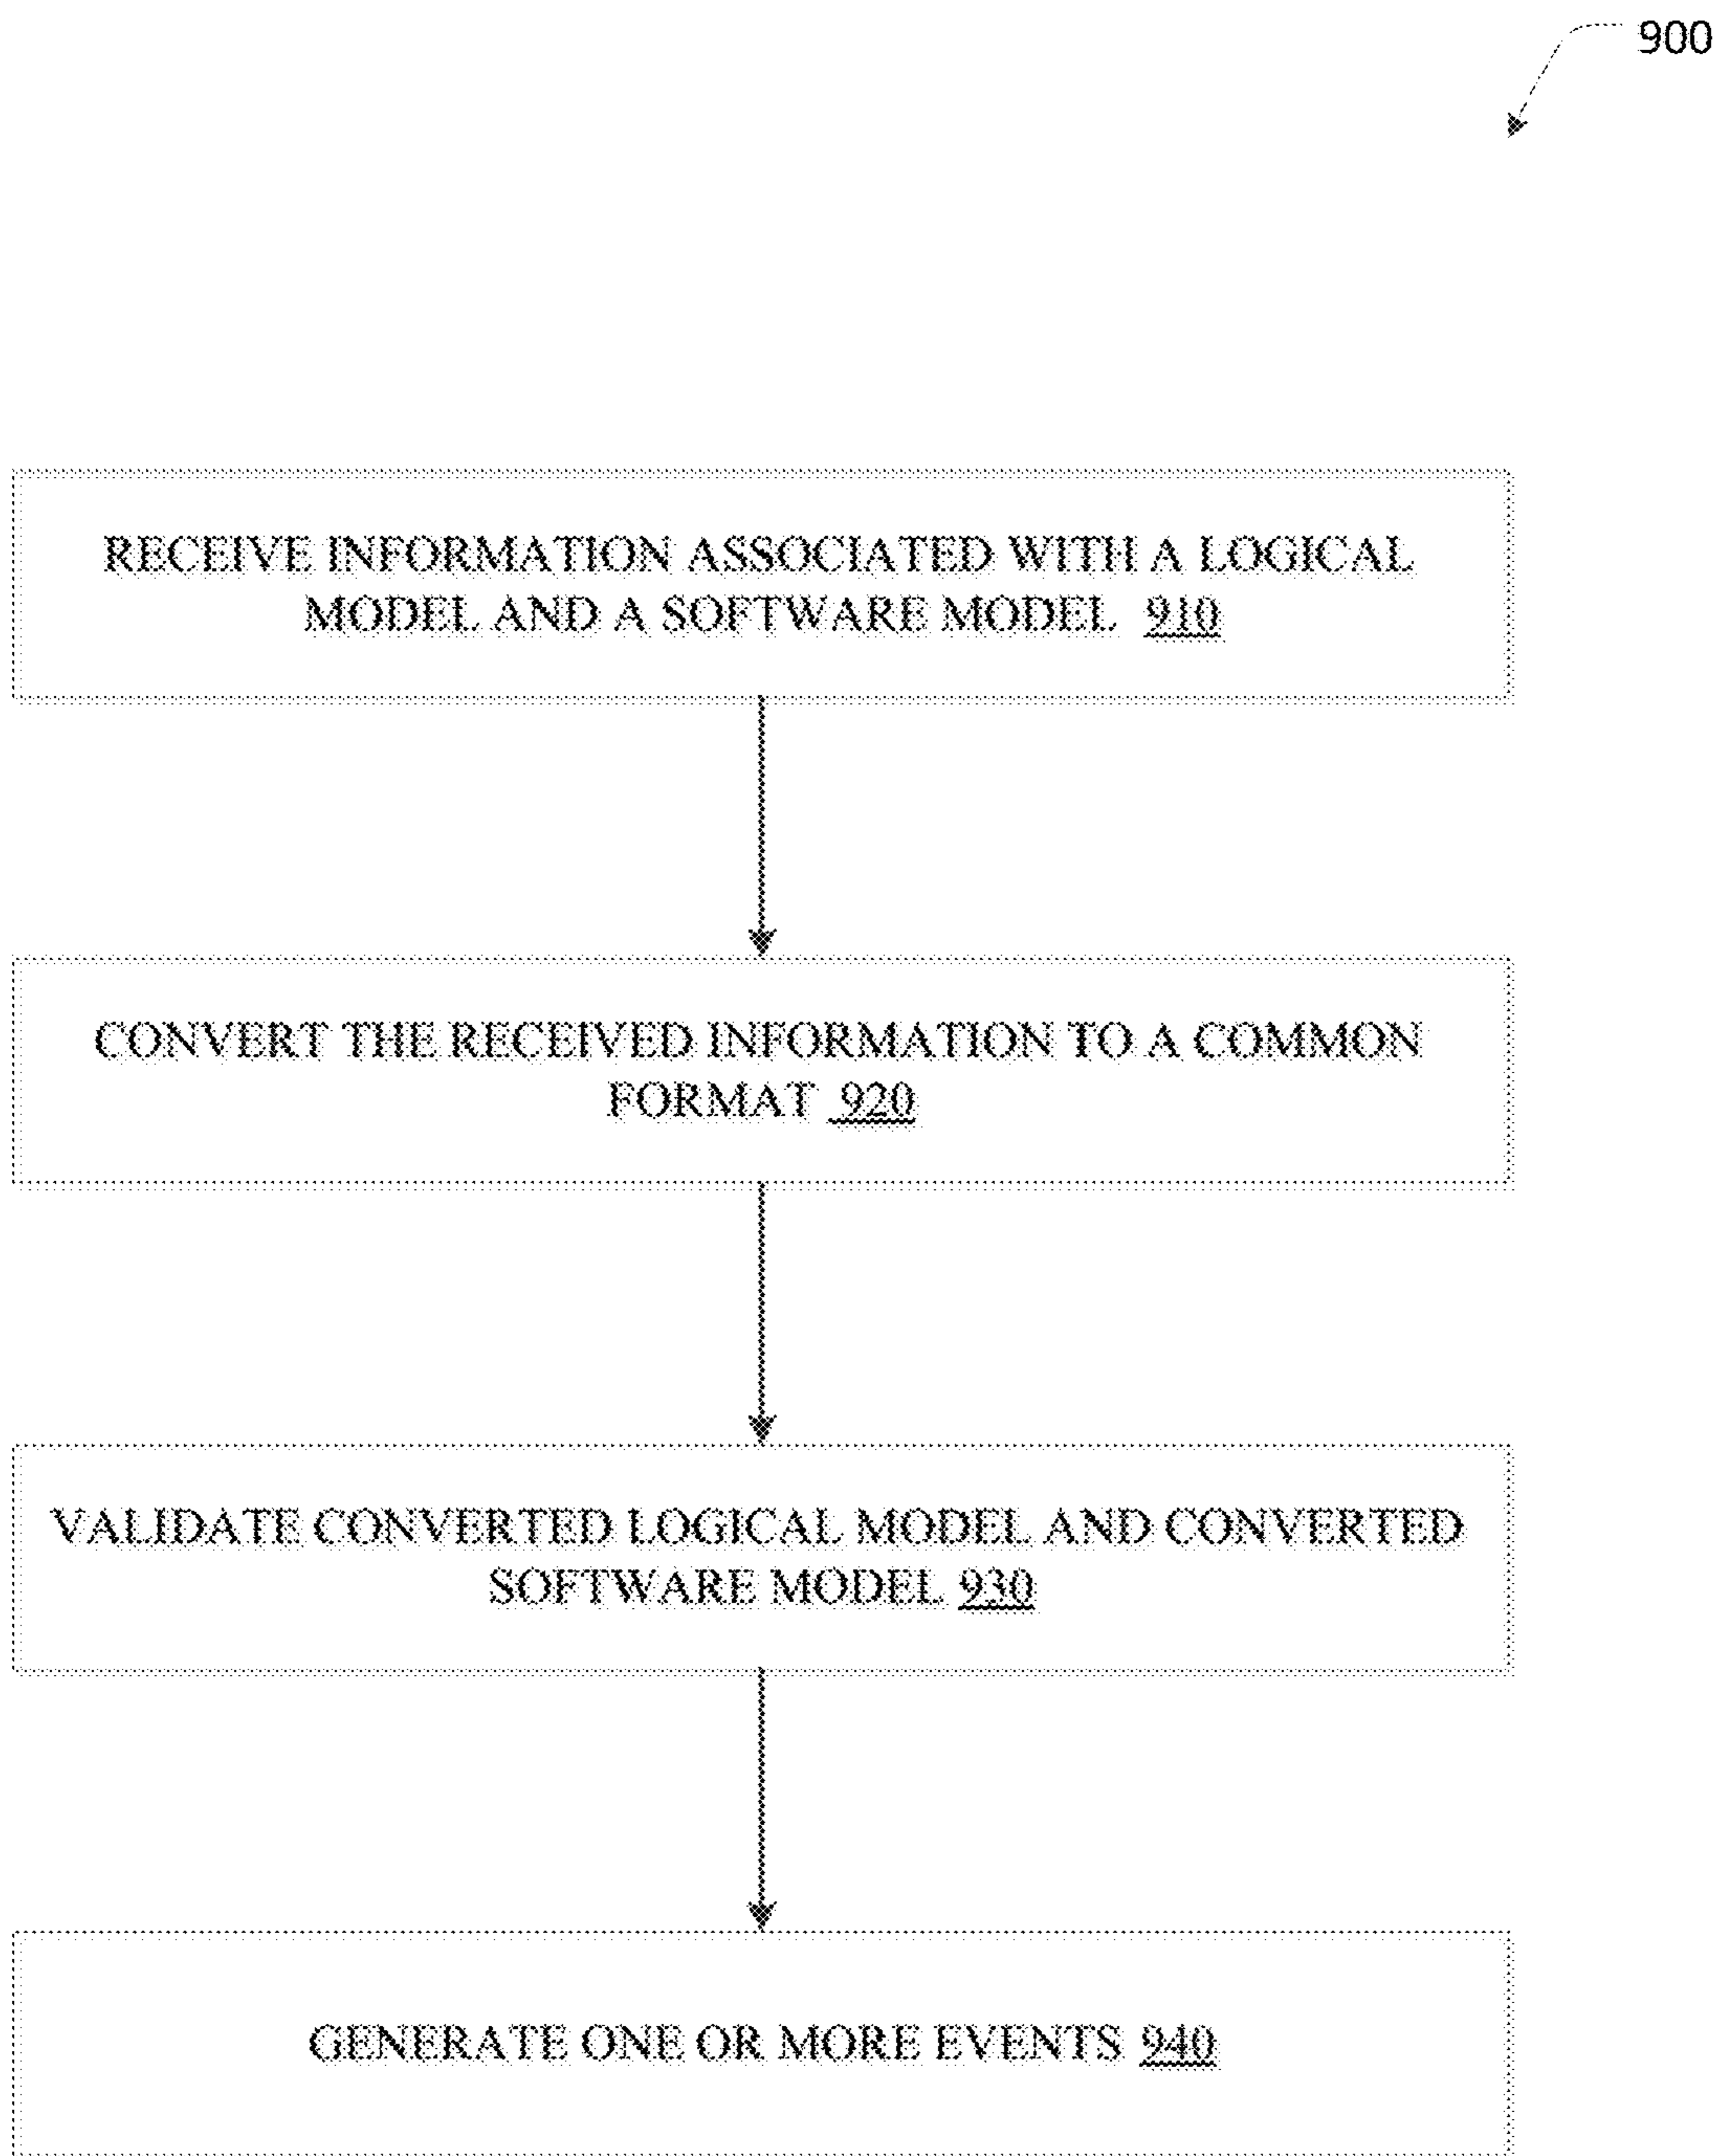 900
RECEIVE INFORMATION ASSOCIATED WITH A LOGICAL
MODEL AND A SOFTWARE MODEL 910
CONVERT THE RECEIVED INFORMATION TO A COMMON
FORMAT 920
VALIDATE CONVERTED LOGICAL MODEL AND CONVERTED
SOFTWARE MODEL 930
GENERATE ONE OR MORE EVENTS 940